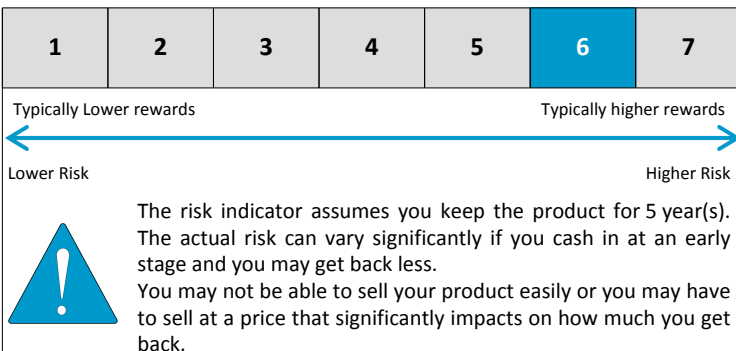 1 2 3 4 5 6 7
Typically Lower rewards Typically higher rewards
Lower Risk Higher Risk
The risk indicator assumes you keep the product for 5 year(s).
The actual risk can vary significantly if you cash in at an early
stage and you may get back less.
You may not be able to sell your product easily or you may have
to sell at a price that significantly impacts on how much you get
back.